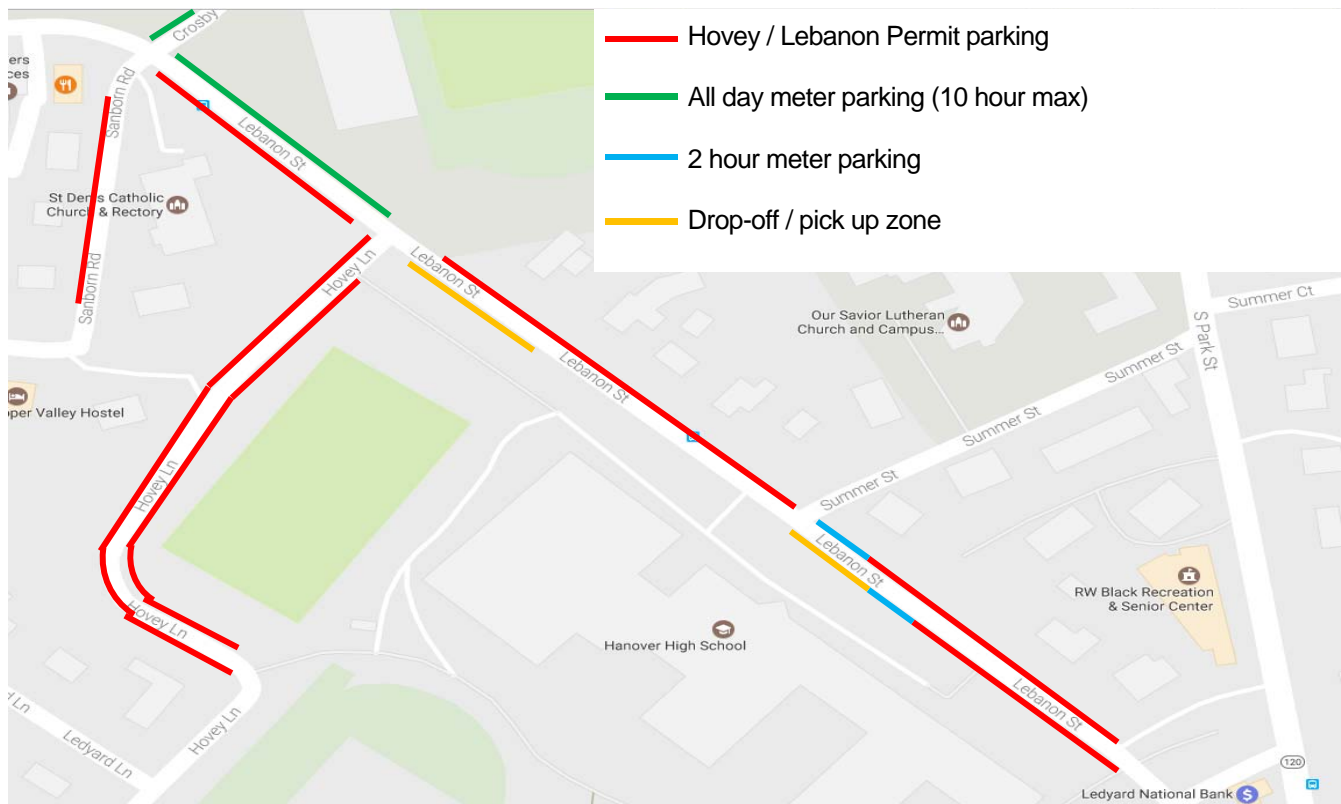 Hovey / Lebanon Permit parking
All day meter parking (10 hour max)
2 hour meter parking
Drop-off / pick up zone
Crosby
ers
ces
Sanborn Rd
Lebanon St
St Denis Catholic
Church & Rectory
Sanborn Rd
Hovey Ln
Lebanon St
Lebanon St
Our Savior Lutheran
Church and Campus...
Summer Ct
S Park St
Summer St
Summer St
Summer St
per Valley Hostel
Hovey Ln
Lebanon St
RW Black Recreation
& Senior Center
Hovey Ln
Hanover High School
Lebanon St
Hovey Ln
d Ln
Ledyard Ln
120
Ledyard National Bank
$